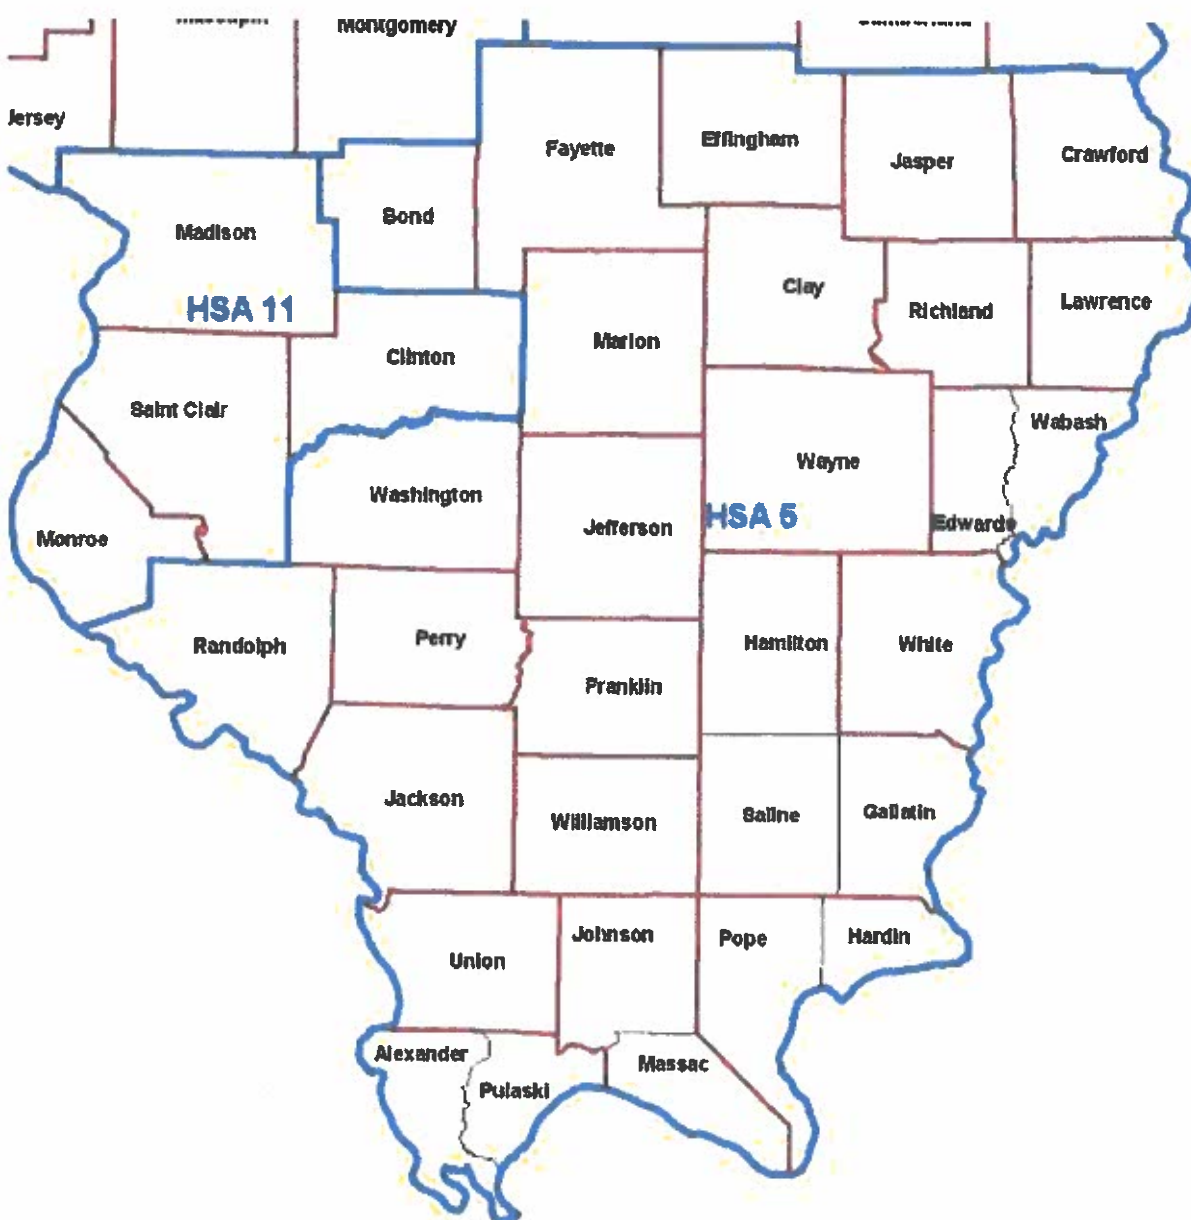 Montgomery
Jersey
Fayette
Effingham
Jasper
Crawford
Madison
Bond
Clay
HSA 11
Richland
Lawrence
Marion
Clinton
Saint Clair
Wabash
Wayne
Washington
HSA 5
Jefferson
Edwards
Monroe
Randolph
Perry
Hamilton
White
Franklin
Jackson
Williamson
Saline
Gallatin
Union
Johnson
Pope
Hardin
Alexander
Massac
Pulaski